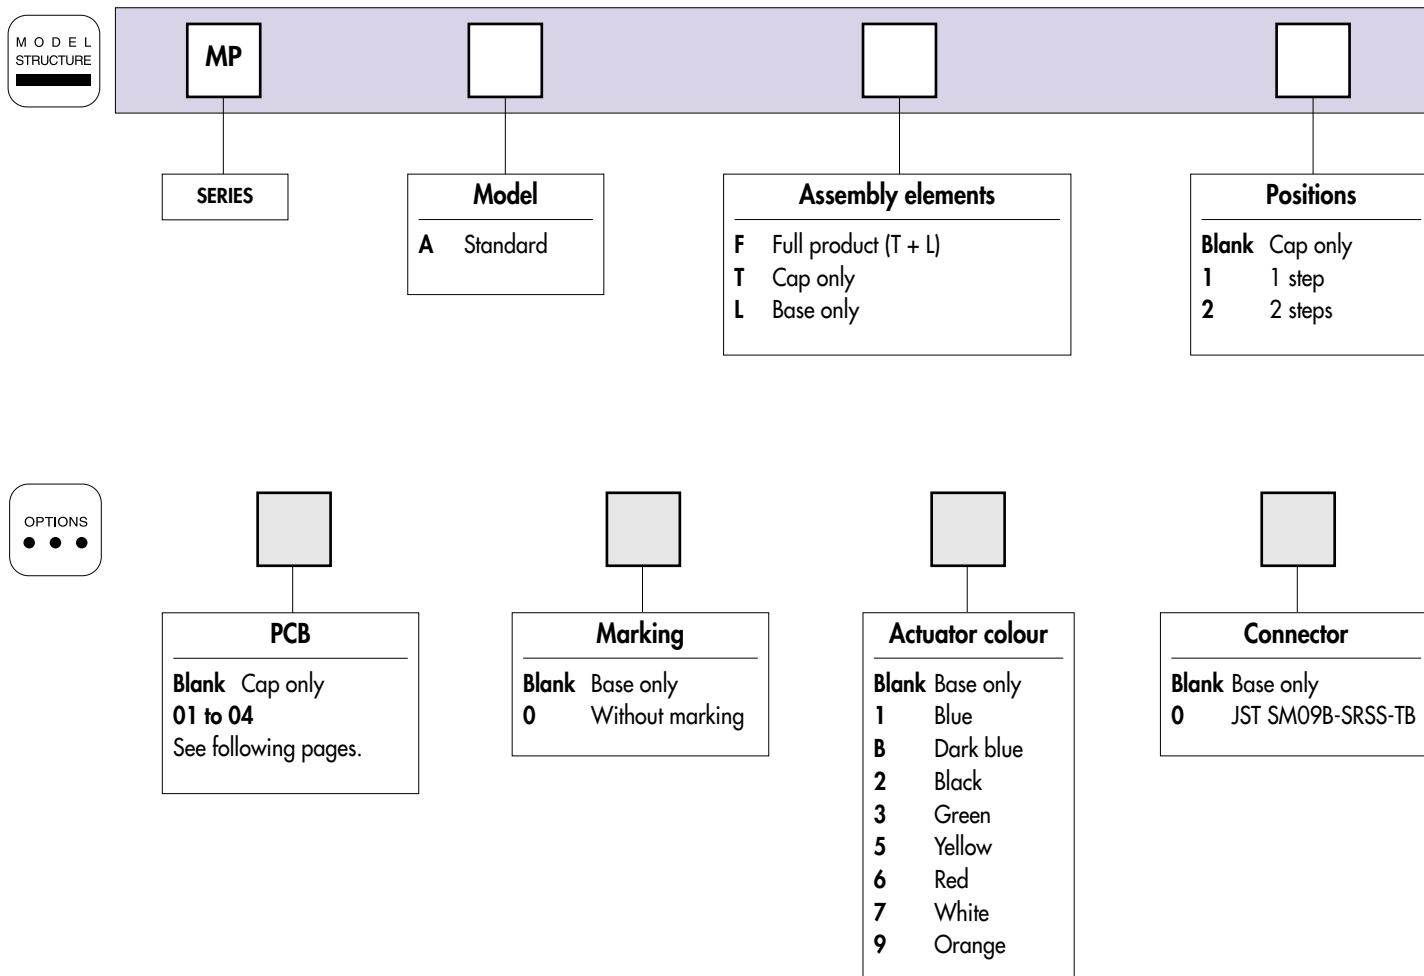 MODEL
STRUCTURE
MP
SERIES
Model
A Standard
Assembly elements
F Full product (T + L)
T Cap only
L Base only
Positions
Blank Cap only
1 1 step
2 2 steps
OPTIONS
PCB
Blank Cap only
01 to 04
See following pages.
Marking
Blank Base only
0 Without marking
Actuator colour
Blank Base only
1 Blue
B Dark blue
2 Black
3 Green
5 Yellow
6 Red
7 White
9 Orange
Connector
Blank Base only
0 JST SM09B-SRSS-TB